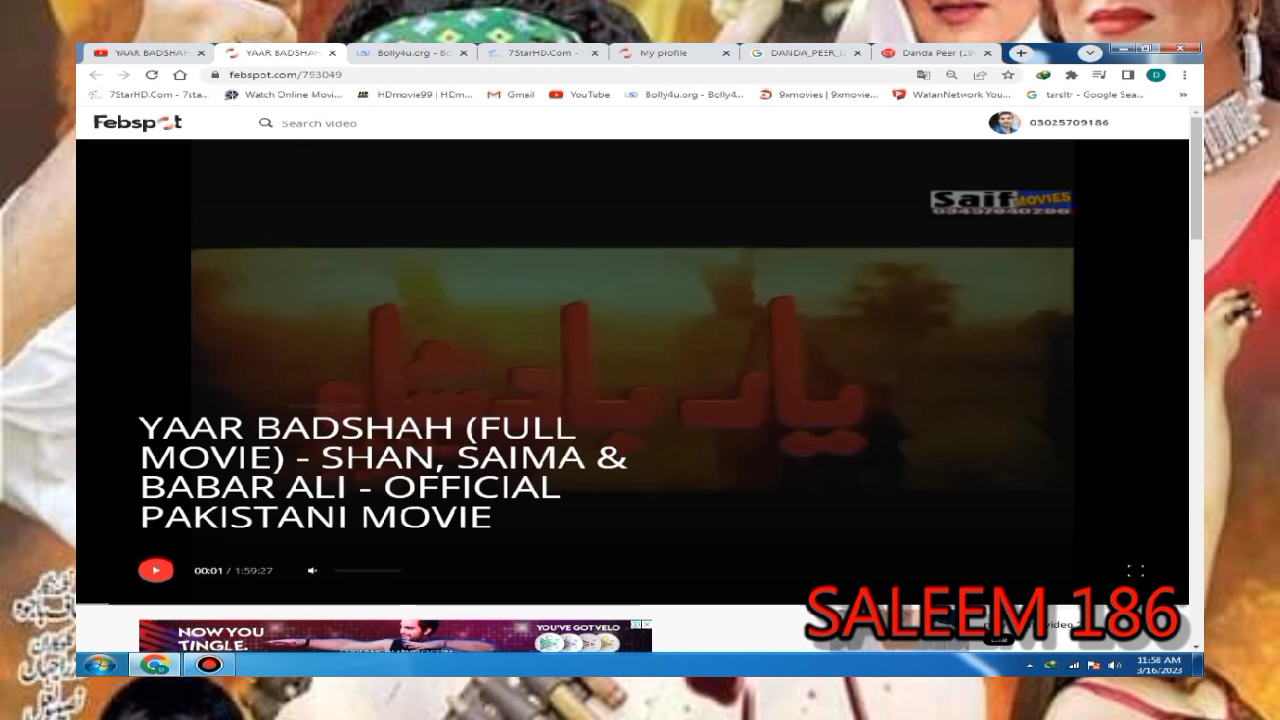 YAAR BADSHAH
YAAR BADSHAH
Bolly4u.org - Bo
7StarHD.Com -
My profile
DANDA_PEER_
Danda Peer (19
febspot.com/793049
7StarHD.Com - 7sta...
Watch Online Movi...
HDmovie99 | HDm...
Gmail
YouTube
Bolly4u.org - Bolly4...
9xmovies | 9xmovie...
WatanNetwork You...
tarsltr - Google Sea...
Febspot
Search video
03025709186
Saif MOVIES
یار بادشاہ
YAAR BADSHAH (FULL
MOVIE) - SHAN, SAIMA &
BABAR ALI - OFFICIAL
PAKISTANI MOVIE
00:01 / 1:59:27
NOW YOU
TINGLE.
YOU'VE GOT VELO
SALEEM 186
11:58 AM
3/16/2023